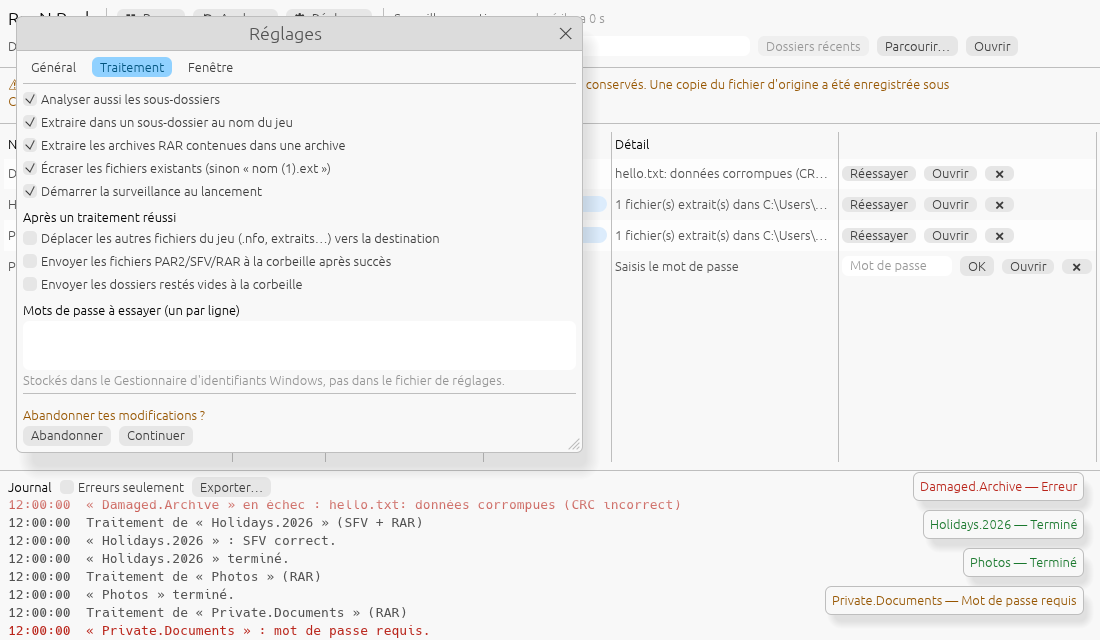 Réglages
Général Traitement Fenêtre
Analyser aussi les sous-dossiers
Extraire dans un sous-dossier au nom du jeu
Extraire les archives RAR contenues dans une archive
Écraser les fichiers existants (sinon « nom (1).ext »)
Démarrer la surveillance au lancement
Après un traitement réussi
Déplacer les autres fichiers du jeu (.nfo, extraits…) vers la destination
Envoyer les fichiers PAR2/SFV/RAR à la corbeille après succès
Envoyer les dossiers restés vides à la corbeille
Mots de passe à essayer (un par ligne)
Stockés dans le Gestionnaire d'identifiants Windows, pas dans le fichier de réglages.
Abandonner tes modifications ?
Abandonner Continuer
a 0 s
Dossiers récents Parcourir… Ouvrir
conservés. Une copie du fichier d'origine a été enregistrée sous
Détail
hello.txt: données corrompues (CR… Réessayer Ouvrir ×
1 fichier(s) extrait(s) dans C:\Users\… Réessayer Ouvrir ×
1 fichier(s) extrait(s) dans C:\Users\… Réessayer Ouvrir ×
Saisis le mot de passe Mot de passe OK Ouvrir ×
Journal Erreurs seulement Exporter…
12:00:00 « Damaged.Archive » en échec : hello.txt: données corrompues (CRC incorrect)
12:00:00 Traitement de « Holidays.2026 » (SFV + RAR)
12:00:00 « Holidays.2026 » : SFV correct.
12:00:00 « Holidays.2026 » terminé.
12:00:00 Traitement de « Photos » (RAR)
12:00:00 « Photos » terminé.
12:00:00 Traitement de « Private.Documents » (RAR)
12:00:00 « Private.Documents » : mot de passe requis.
Damaged.Archive — Erreur
Holidays.2026 — Terminé
Photos — Terminé
Private.Documents — Mot de passe requis